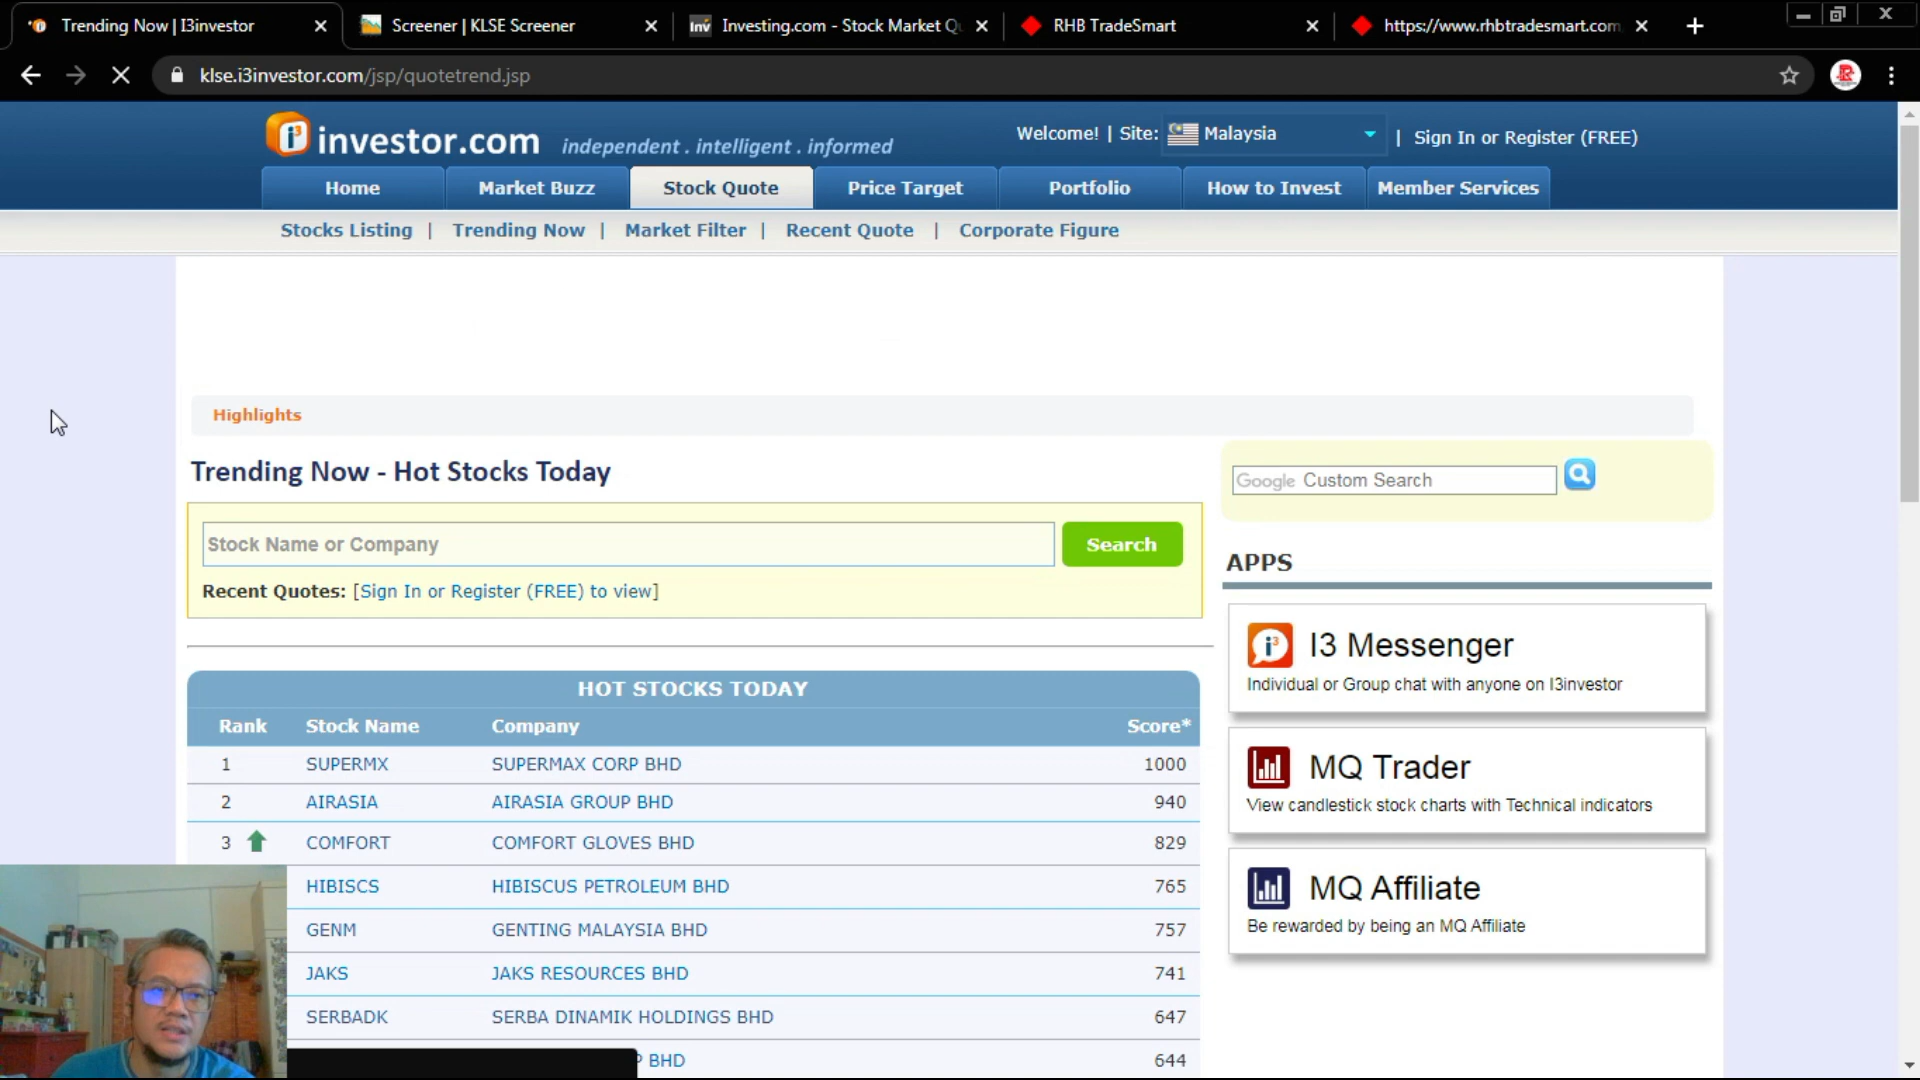 Trending Now | I3investor
Screener | KLSE Screener
Inv Investing.com - Stock Market Q
RHB TradeSmart
https://www.rhbtradesmart.com
klse.i3investor.com/jsp/quotetrend.jsp
i3 investor.com independent . intelligent . informed
Welcome! | Site: Malaysia | Sign In or Register (FREE)
Home Market Buzz Stock Quote Price Target Portfolio How to Invest Member Services
Stocks Listing | Trending Now | Market Filter | Recent Quote | Corporate Figure
Highlights
Trending Now - Hot Stocks Today
Google Custom Search
Stock Name or Company Search
Recent Quotes: [Sign In or Register (FREE) to view]
APPS
I3 Messenger
Individual or Group chat with anyone on I3investor
MQ Trader
View candlestick stock charts with Technical indicators
MQ Affiliate
Be rewarded by being an MQ Affiliate
HOT STOCKS TODAY
Rank Stock Name Company Score*
1 SUPERMX SUPERMAX CORP BHD 1000
2 AIRASIA AIRASIA GROUP BHD 940
3 COMFORT COMFORT GLOVES BHD 829
HIBISCS HIBISCUS PETROLEUM BHD 765
GENM GENTING MALAYSIA BHD 757
JAKS JAKS RESOURCES BHD 741
SERBADK SERBA DINAMIK HOLDINGS BHD 647
BHD 644